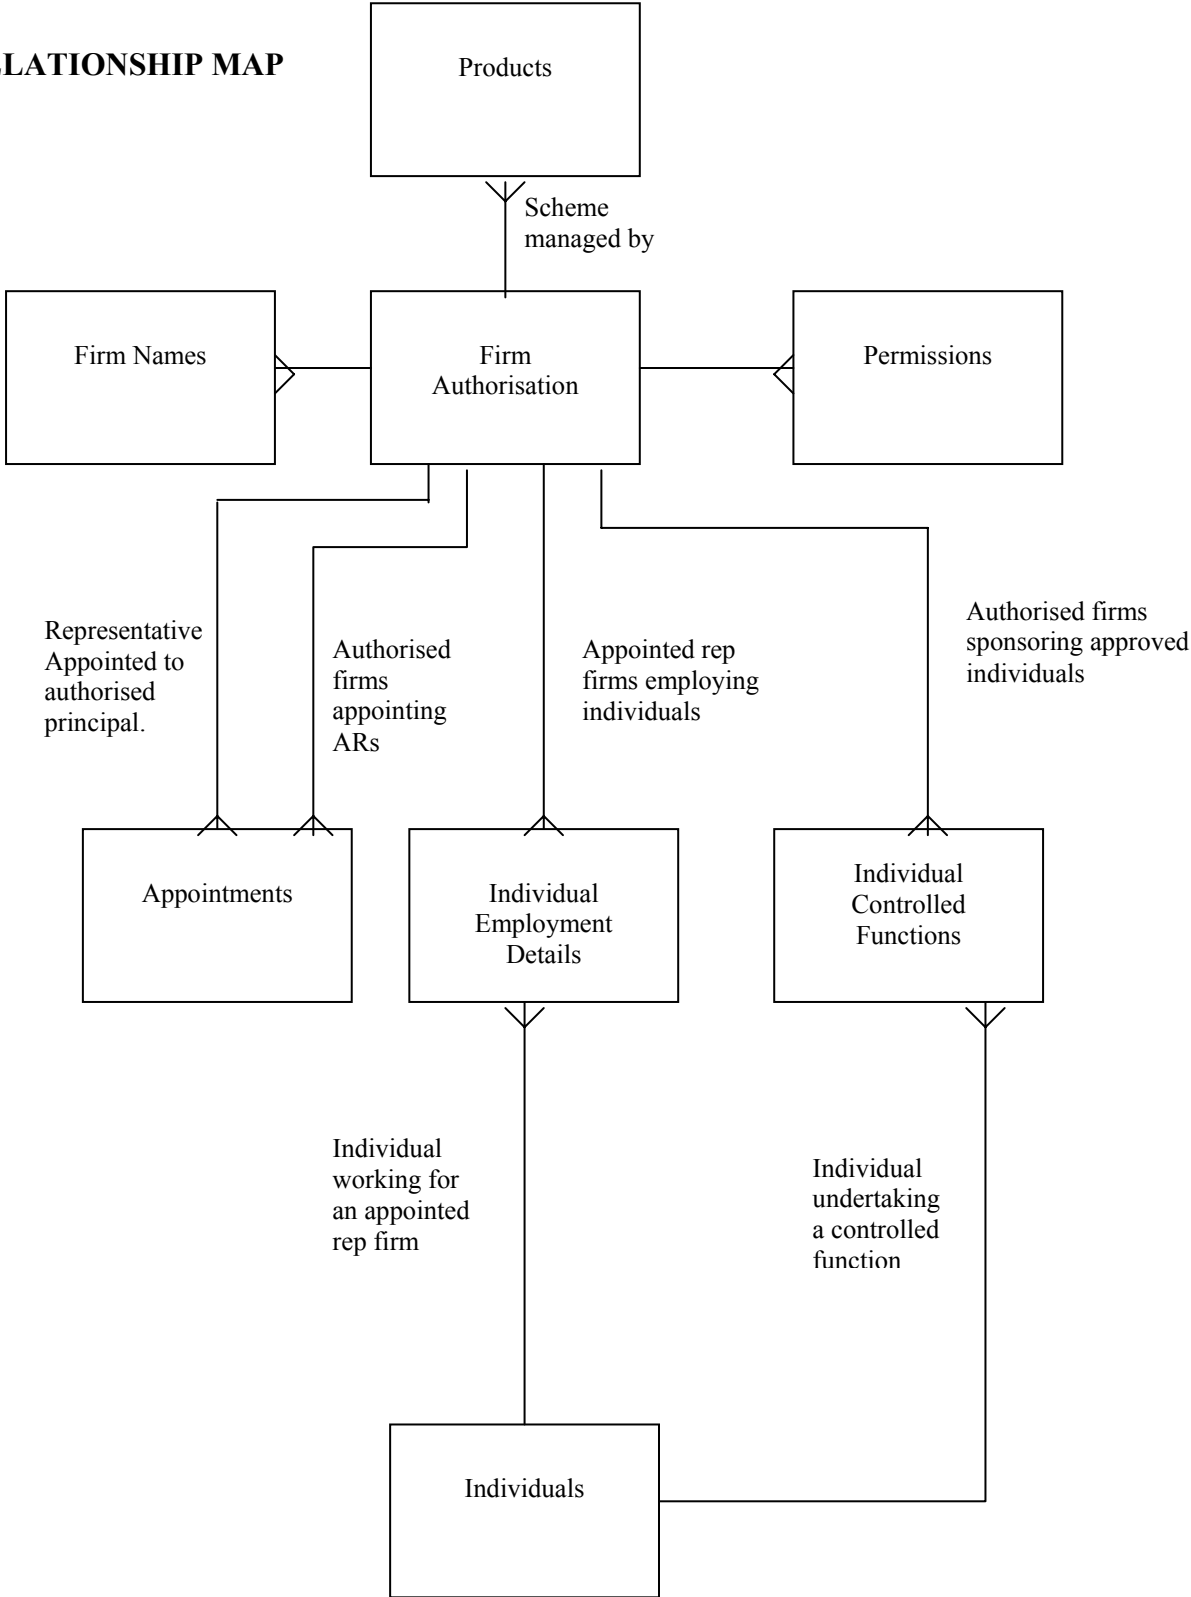 ELATIONSHIP MAP
Products
Scheme
managed by
Firm Names
Firm
Authorisation
Permissions
Representative
Appointed to
authorised
principal.
Authorised
firms
appointing
ARs
Appointed rep
firms employing
individuals
Authorised firms
sponsoring approved
individuals
Appointments
Individual
Employment
Details
Individual
Controlled
Functions
Individual
working for
an appointed
rep firm
Individual
undertaking
a controlled
function
Individuals